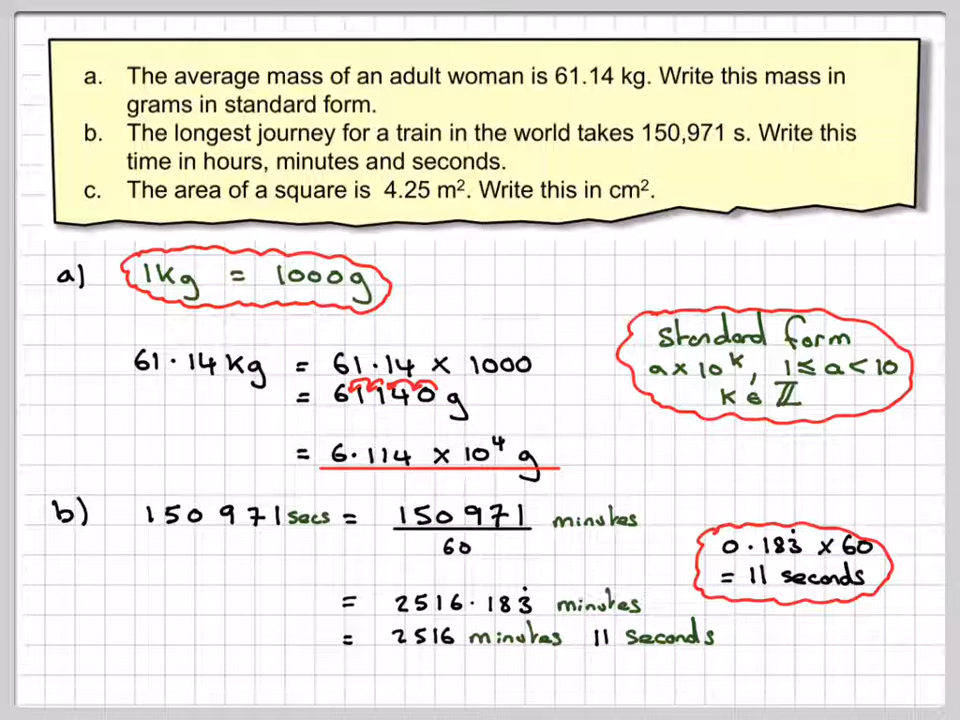 a. The average mass of an adult woman is 61.14 kg. Write this mass in
grams in standard form.
b. The longest journey for a train in the world takes 150,971 s. Write this
time in hours, minutes and seconds.
c. The area of a square is 4.25 m². Write this in cm².
a) 1kg = 1000g
standard form
61.14 kg = 61.14 x 1000
a x 10^k, 1 ≤ a < 10
= 61140 g
k ∈ ℤ
= 6.114 x 10⁴ g
b) 150 971 secs = 150 971 minutes
60
0.183̇ x 60
= 11 seconds
= 2516.183̇ minutes
= 2516 minutes 11 seconds